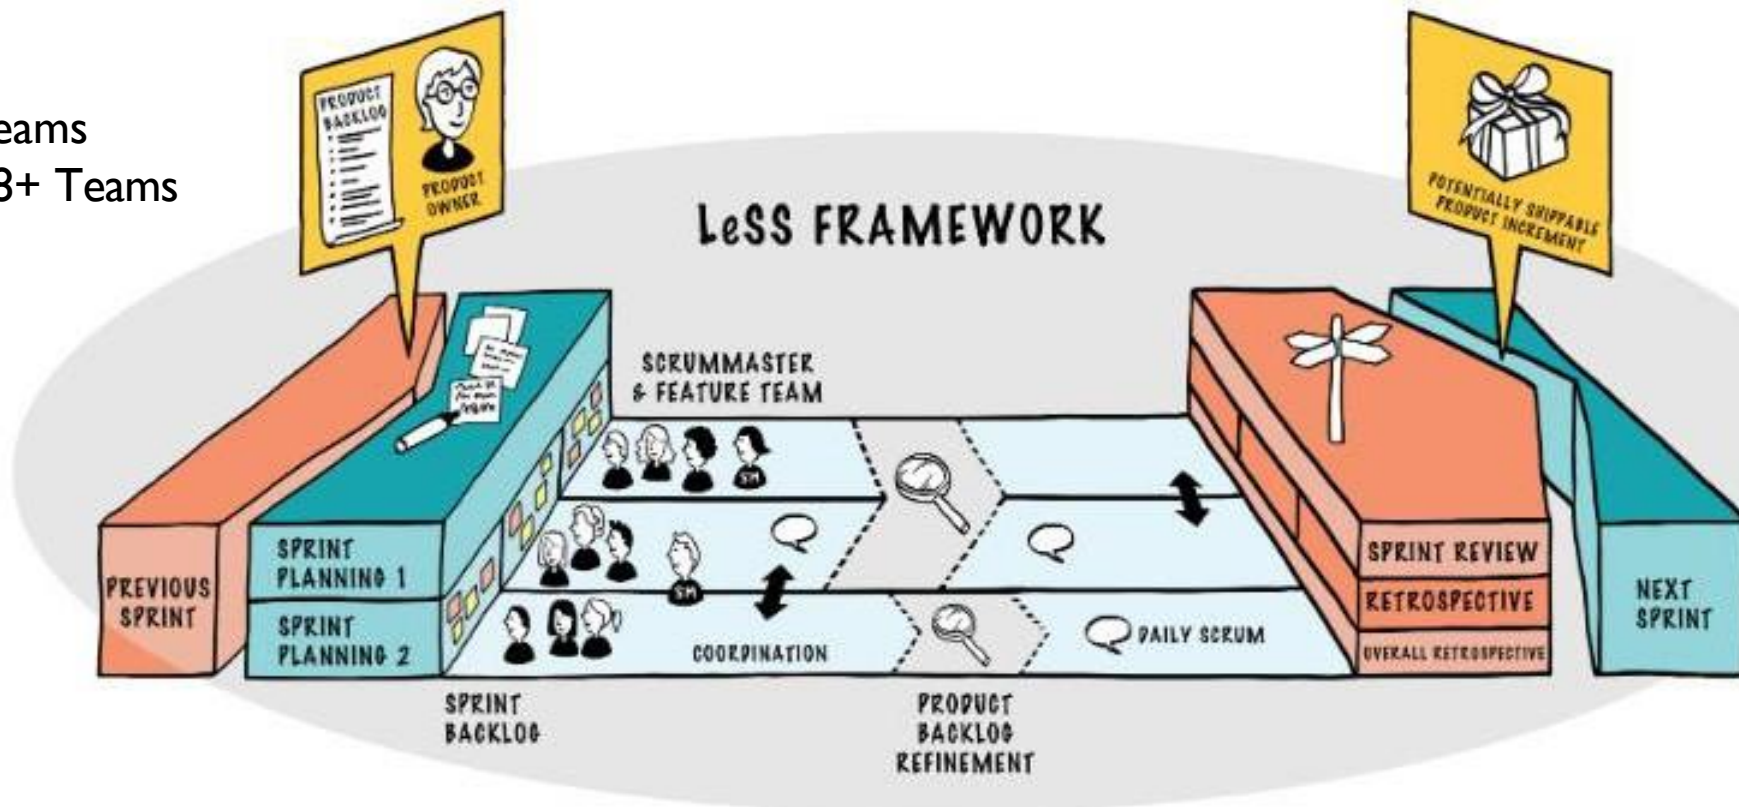 eams
8+ Teams
PRODUCT
BACKLOG
PRODUCT
OWNER
POTENTIALLY SHIPPABLE
PRODUCT INCREMENT
LeSS FRAMEWORK
SCRUMMASTER
& FEATURE TEAM
SM
SM
PREVIOUS
SPRINT
SPRINT
PLANNING 1
SPRINT
PLANNING 2
COORDINATION
DAILY SCRUM
SPRINT REVIEW
RETROSPECTIVE
OVERALL RETROSPECTIVE
NEXT
SPRINT
SPRINT
BACKLOG
PRODUCT
BACKLOG
REFINEMENT